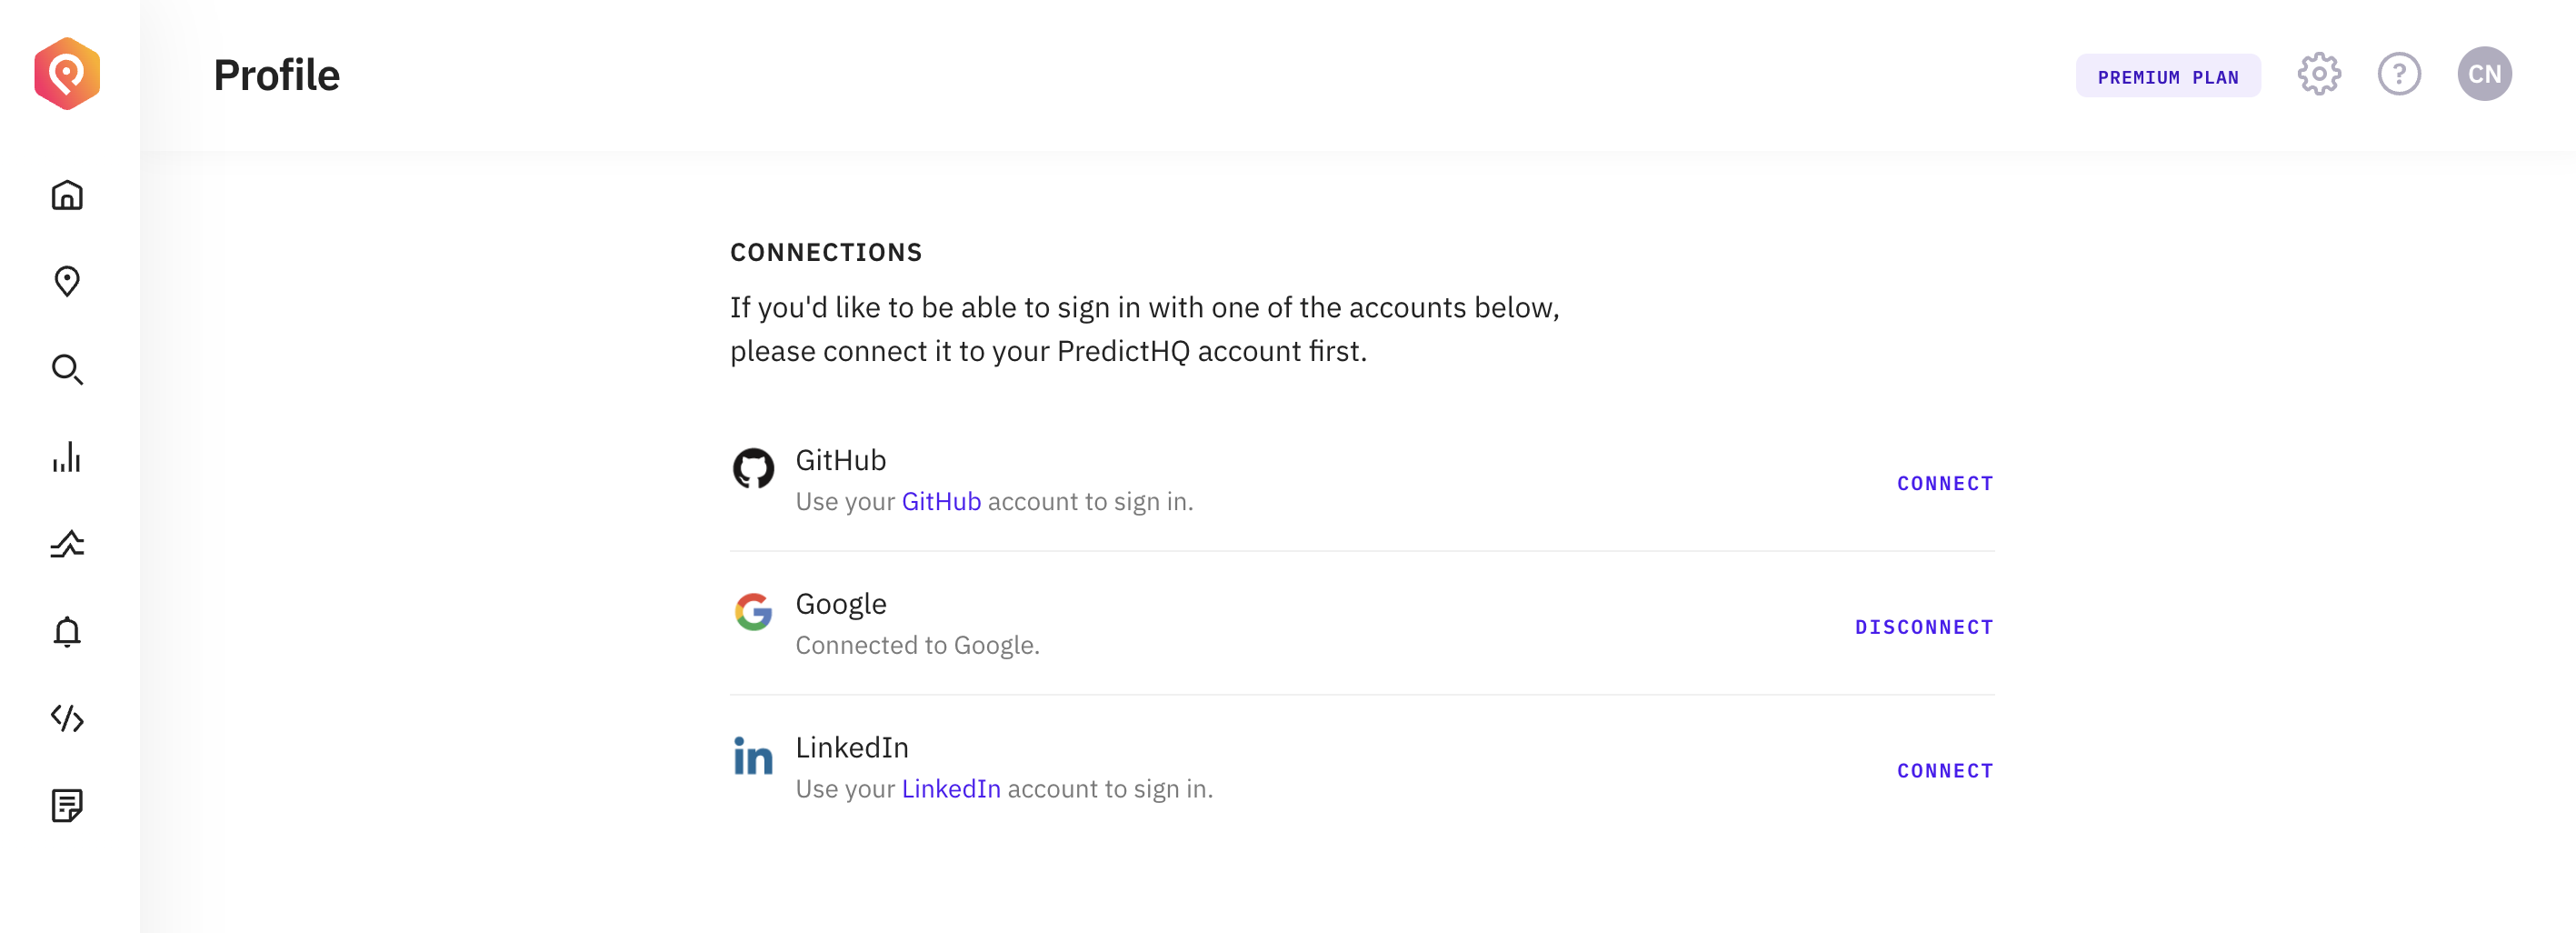 Profile
PREMIUM PLAN
?
CN
CONNECTIONS
If you'd like to be able to sign in with one of the accounts below,
please connect it to your PredictHQ account first.
GitHub
Use your GitHub account to sign in.
CONNECT
Google
Connected to Google.
DISCONNECT
LinkedIn
Use your LinkedIn account to sign in.
CONNECT